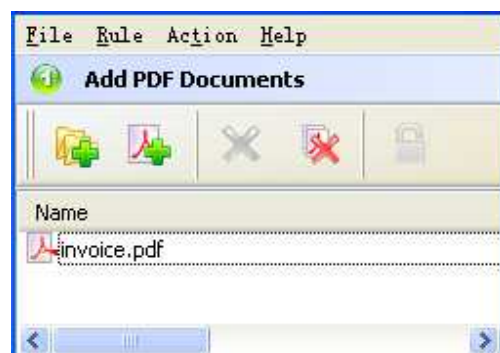 File Rule Action Help
Add PDF Documents
Name
invoice.pdf